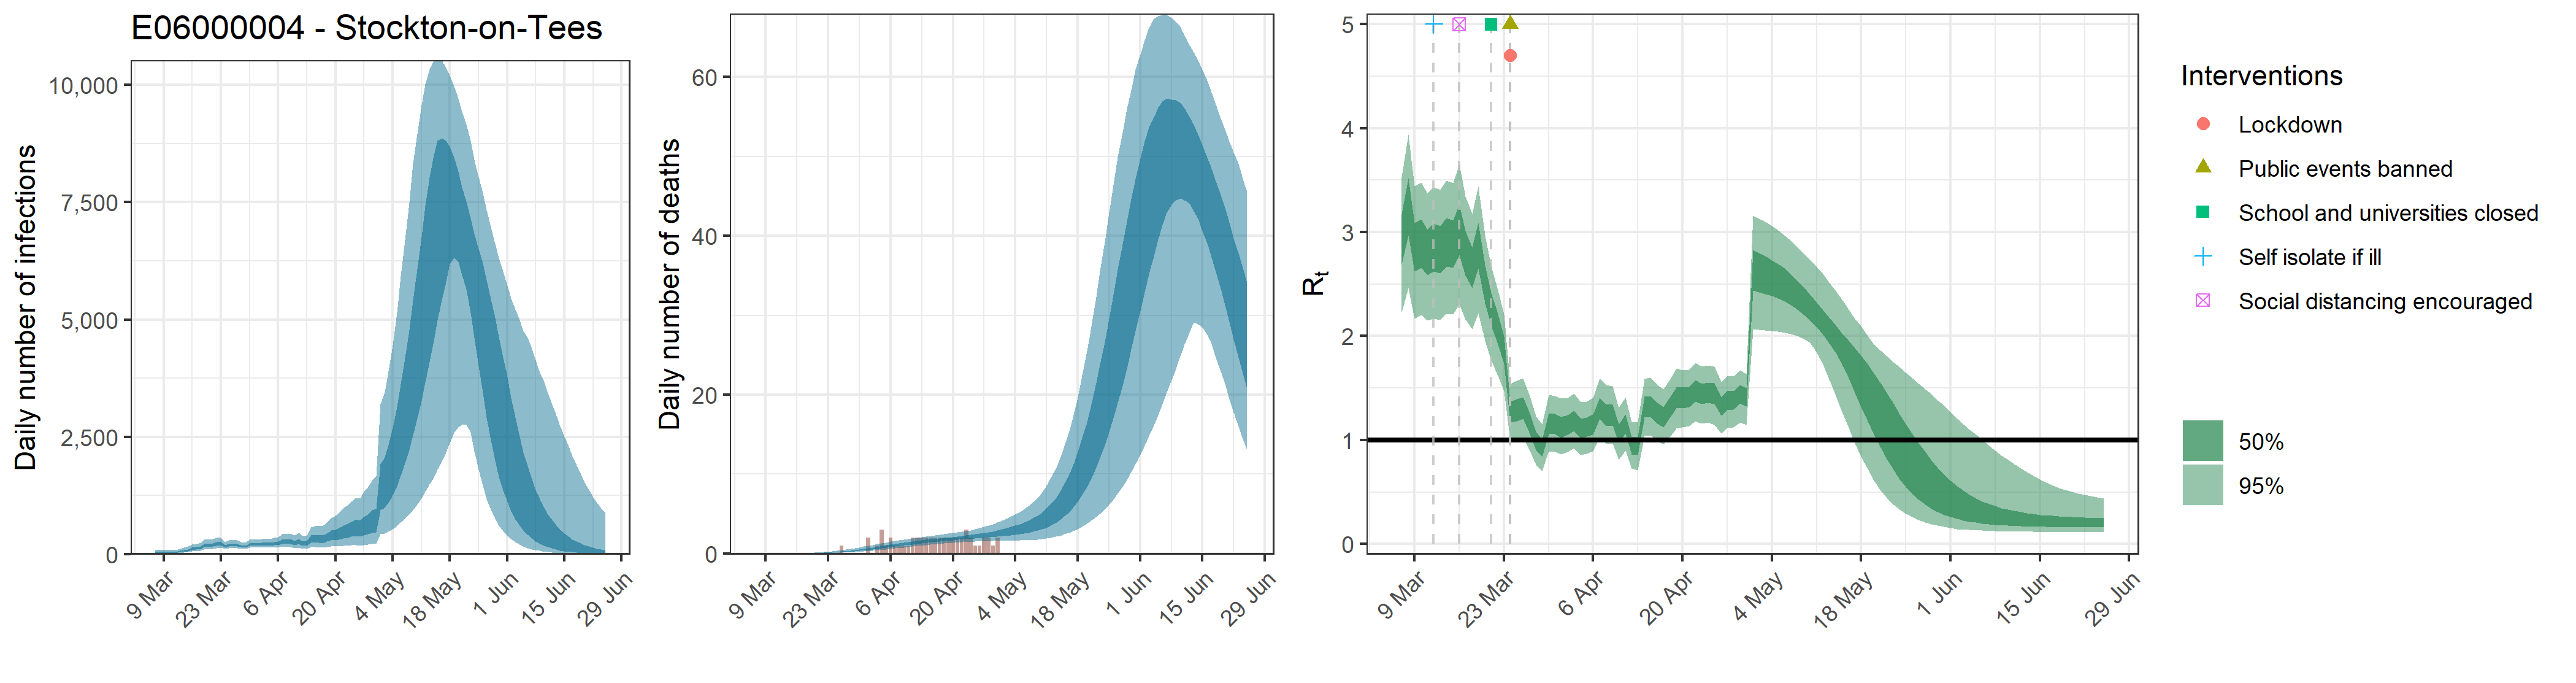 E06000004 - Stockton-on-Tees
Daily number of infections
10,000
7,500
5,000
2,500
0
9 Mar
23 Mar
6 Apr
20 Apr
4 May
18 May
1 Jun
15 Jun
29 Jun
Daily number of deaths
60
40
20
0
9 Mar
23 Mar
6 Apr
20 Apr
4 May
18 May
1 Jun
15 Jun
29 Jun
Rt
5
4
3
2
1
0
9 Mar
23 Mar
6 Apr
20 Apr
4 May
18 May
1 Jun
15 Jun
29 Jun
Interventions
Lockdown
Public events banned
School and universities closed
Self isolate if ill
Social distancing encouraged
50%
95%